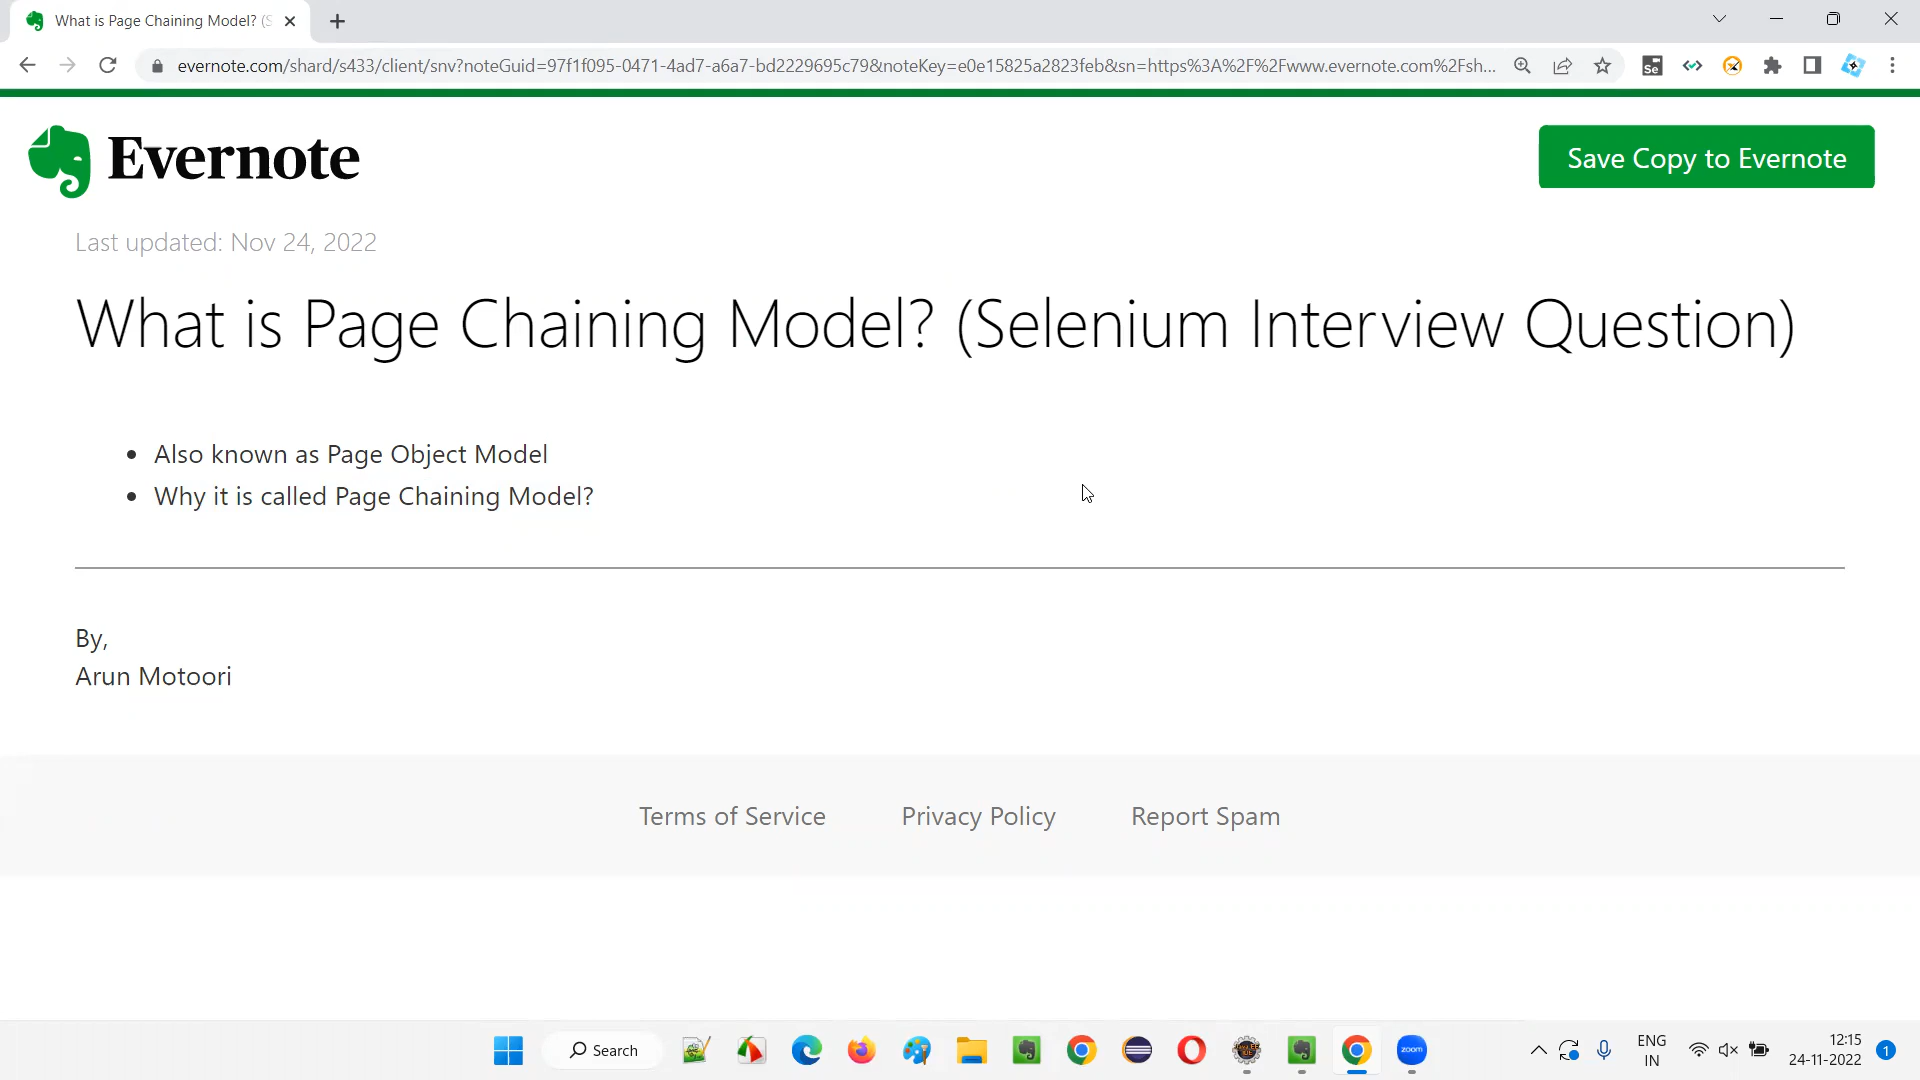 What is Page Chaining Model? (S
evernote.com/shard/s433/client/snv?noteGuid=97f1f095-0471-4ad7-a6a7-bd2229695c79&noteKey=e0e15825a2823feb&sn=https%3A%2F%2Fwww.evernote.com%2Fsh...
Se
Evernote
Save Copy to Evernote
Last updated: Nov 24, 2022
What is Page Chaining Model? (Selenium Interview Question)
• Also known as Page Object Model
• Why it is called Page Chaining Model?
By,
Arun Motoori
Terms of Service Privacy Policy Report Spam
Search
zoom
ENG
IN
12:15
24-11-2022
1